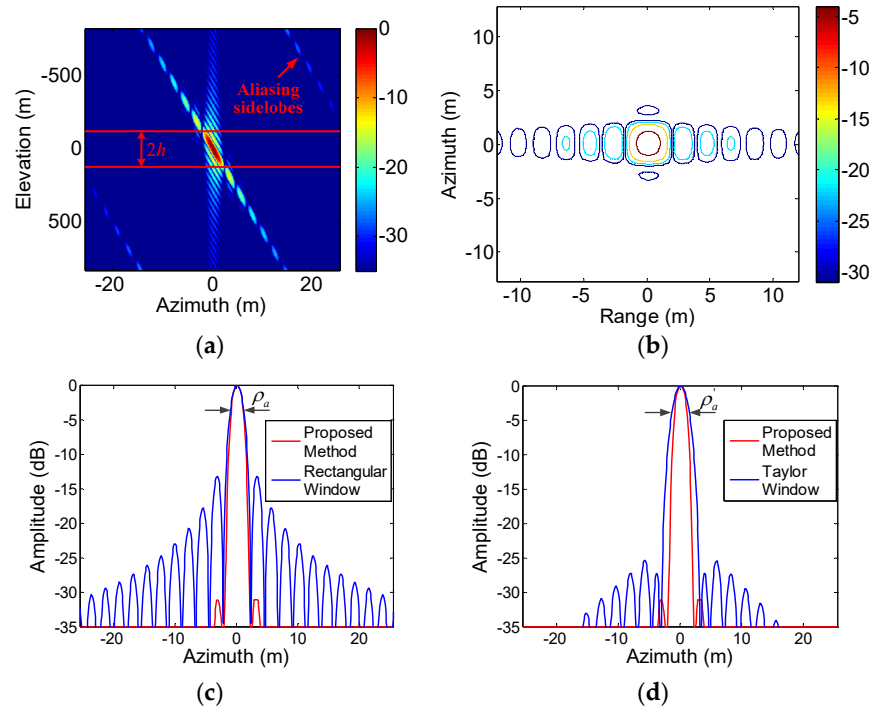 -500
0
500
Elevation (m)
Aliasing
sidelobes
2h
-20
0
20
Azimuth (m)
0
-10
-20
-30
(a)
10
5
0
-5
-10
Azimuth (m)
-10
-5
0
5
10
Range (m)
-5
-10
-15
-20
-25
-30
(b)
0
-5
-10
-15
-20
-25
-30
-35
Amplitude (dB)
ρa
Proposed
Method
Rectangular
Window
-20
-10
0
10
20
Azimuth (m)
(c)
0
-5
-10
-15
-20
-25
-30
-35
Amplitude (dB)
ρa
Proposed
Method
Taylor
Window
-20
-10
0
10
20
Azimuth (m)
(d)